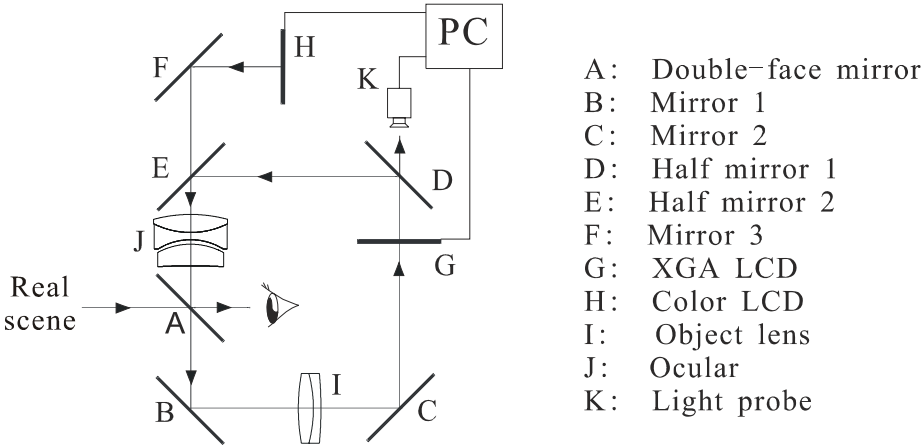 PC
H
F
K
E
D
J
G
Real
scene
A
I
B
C
A: Double-face mirror
B: Mirror 1
C: Mirror 2
D: Half mirror 1
E: Half mirror 2
F: Mirror 3
G: XGA LCD
H: Color LCD
I: Object lens
J: Ocular
K: Light probe